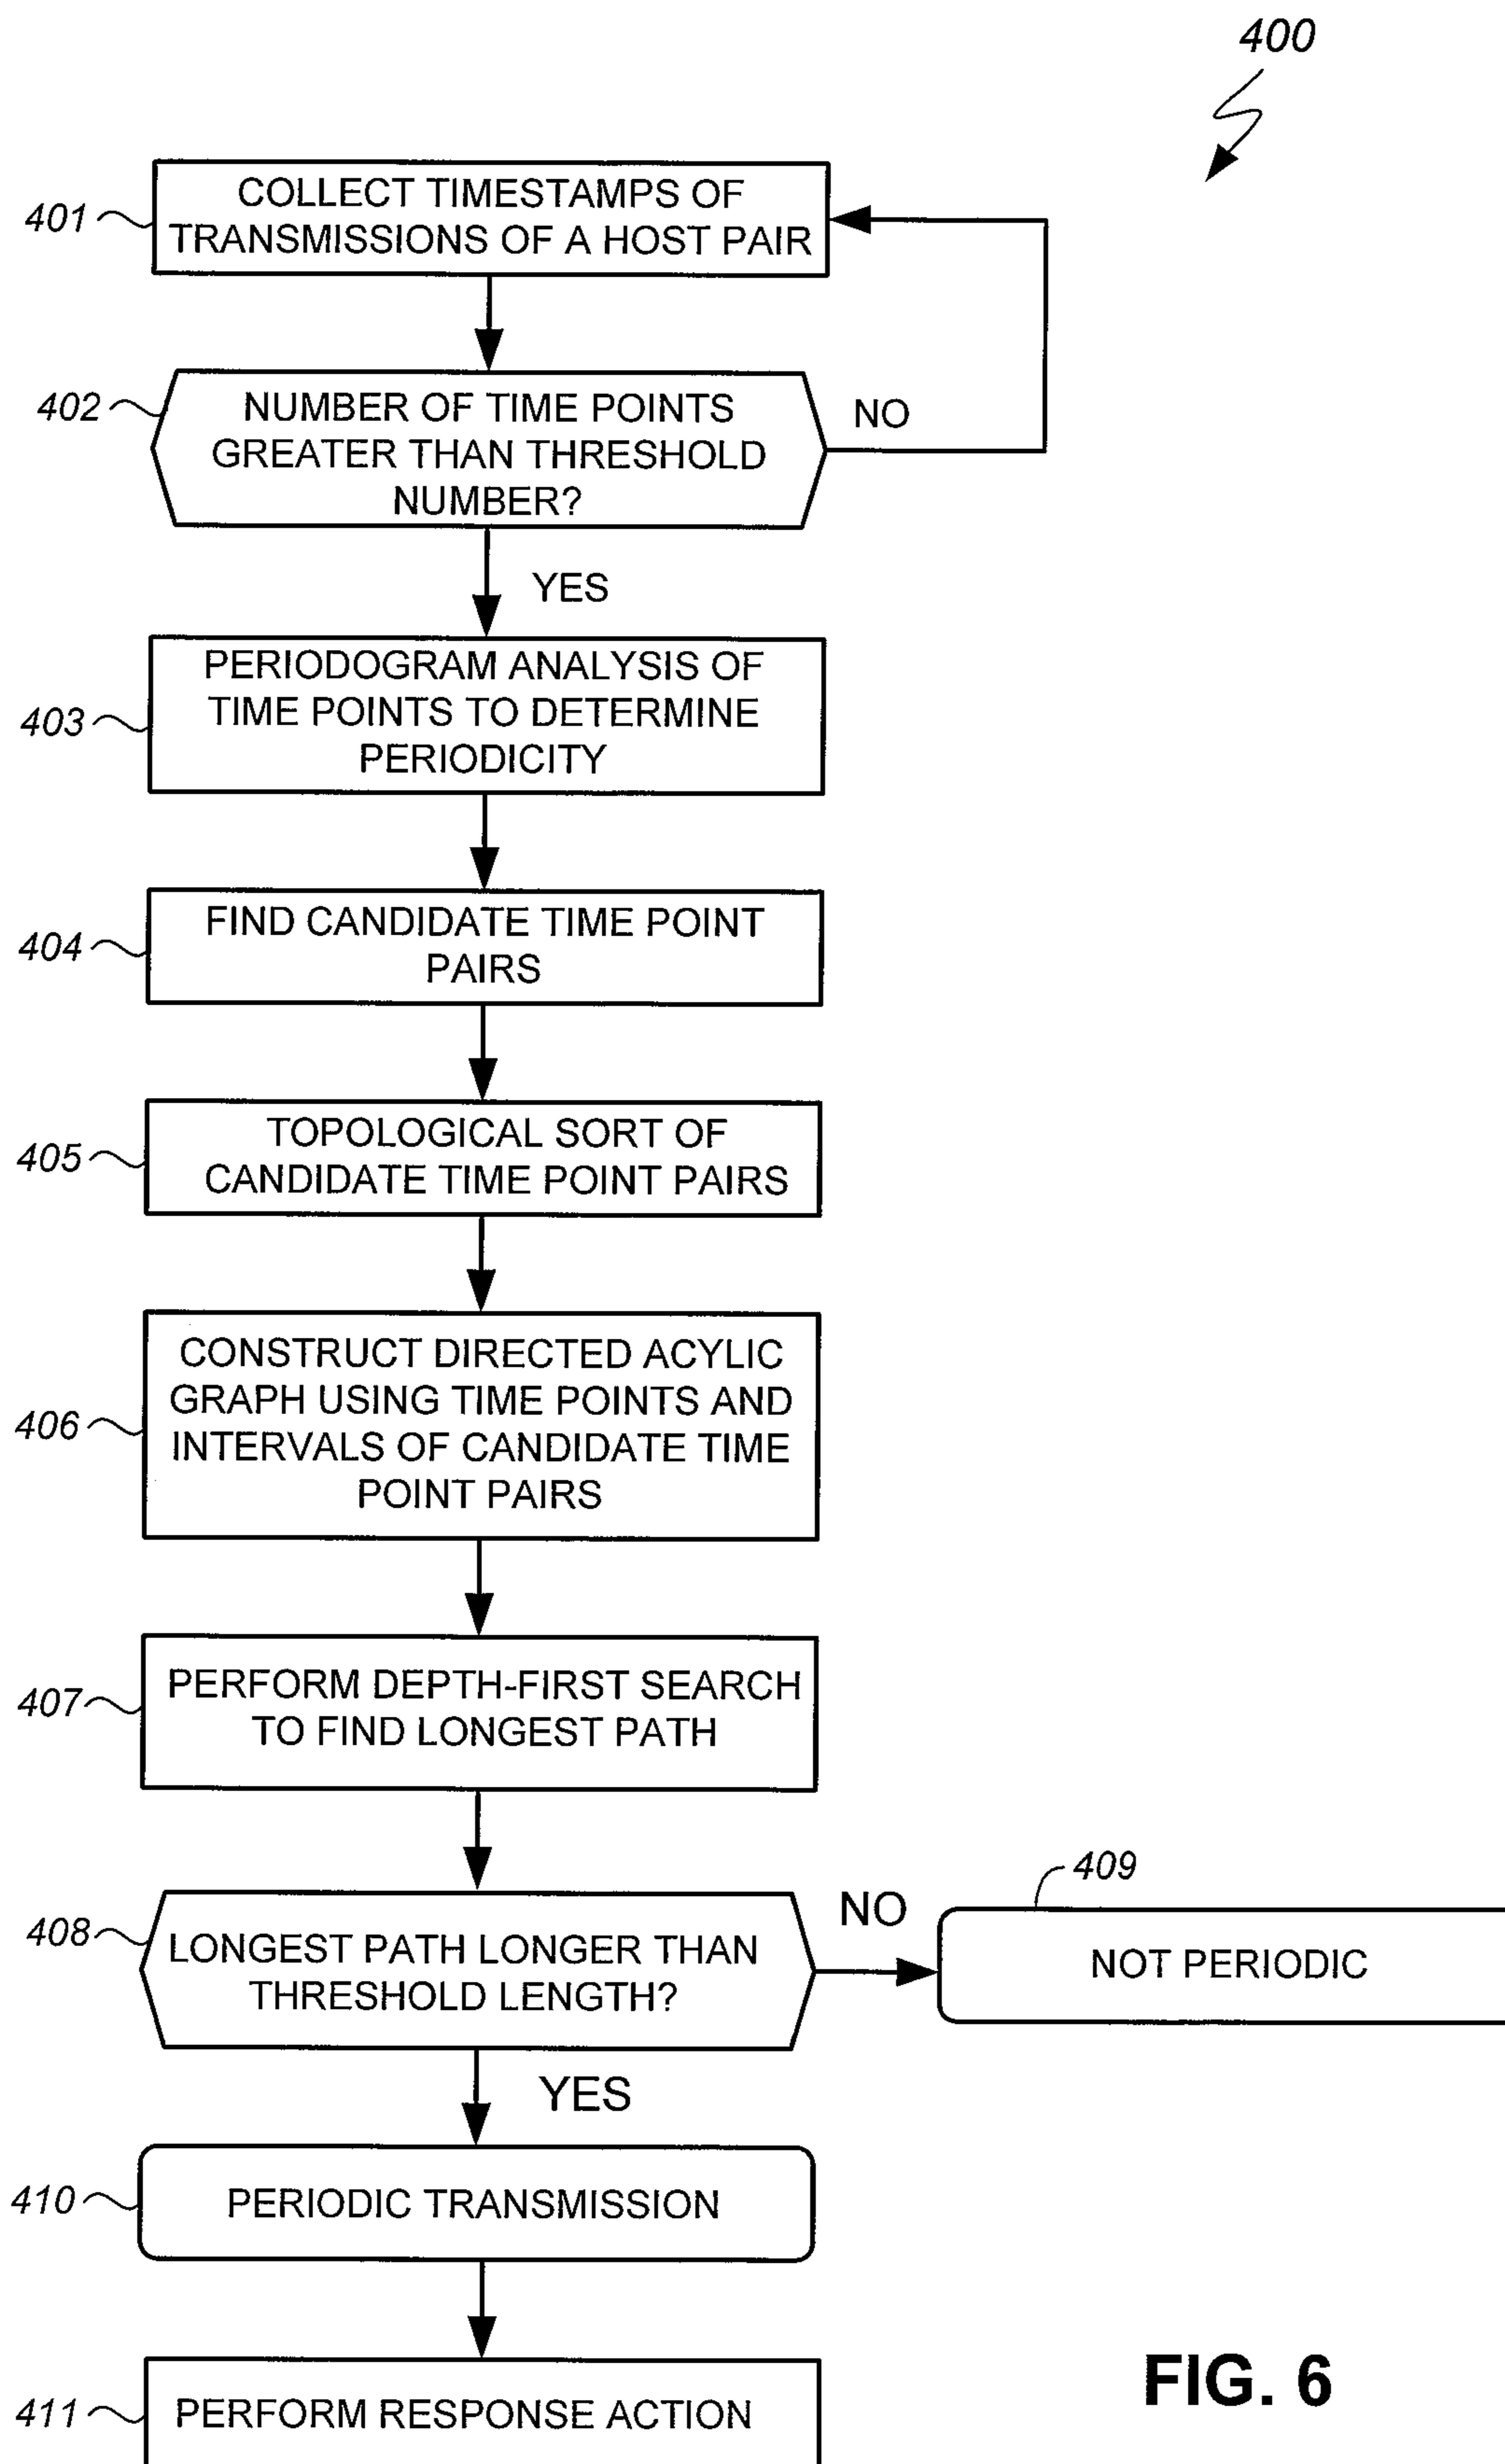 400
401
COLLECT TIMESTAMPS OF
TRANSMISSIONS OF A HOST PAIR
402
NUMBER OF TIME POINTS
GREATER THAN THRESHOLD
NUMBER?
NO
YES
403
PERIODOGRAM ANALYSIS OF
TIME POINTS TO DETERMINE
PERIODICITY
404
FIND CANDIDATE TIME POINT
PAIRS
405
TOPOLOGICAL SORT OF
CANDIDATE TIME POINT PAIRS
406
CONSTRUCT DIRECTED ACYLIC
GRAPH USING TIME POINTS AND
INTERVALS OF CANDIDATE TIME
POINT PAIRS
407
PERFORM DEPTH-FIRST SEARCH
TO FIND LONGEST PATH
408
LONGEST PATH LONGER THAN
THRESHOLD LENGTH?
NO
409
NOT PERIODIC
YES
410
PERIODIC TRANSMISSION
411
PERFORM RESPONSE ACTION
FIG. 6